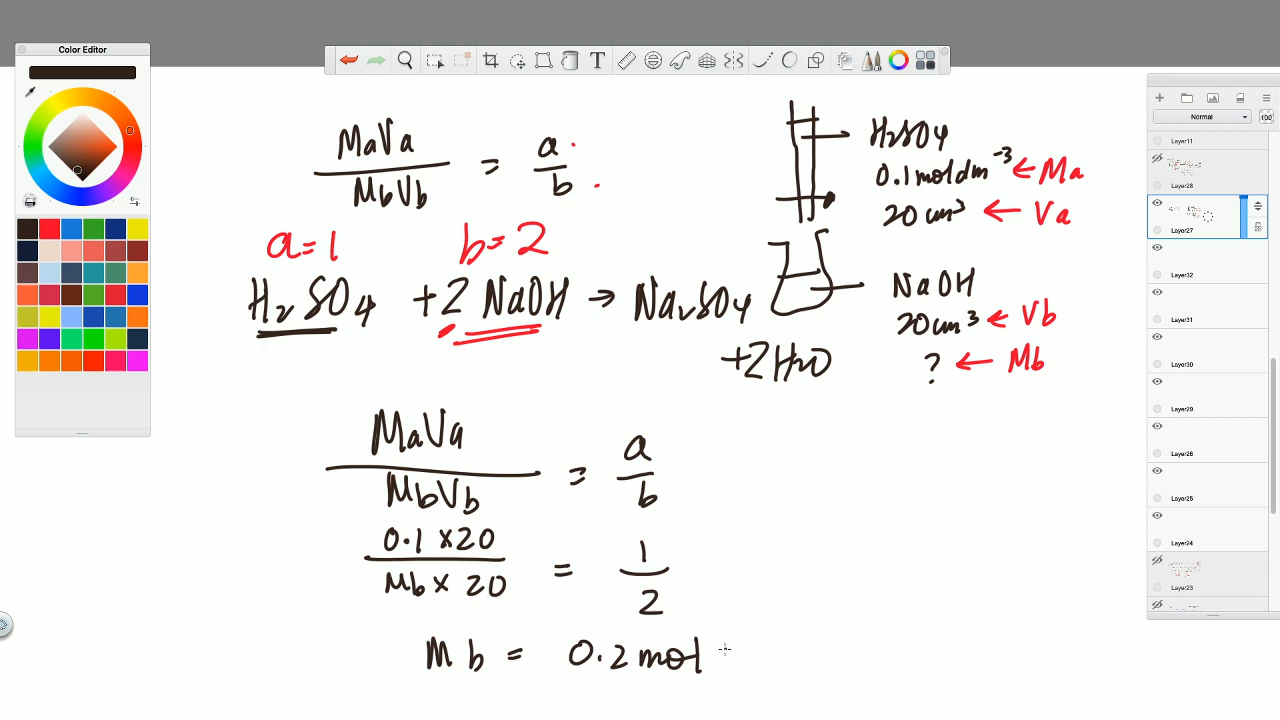 Color Editor
T
Normal
100
Layer11
Layer28
Layer27
Layer32
Layer31
Layer30
Layer29
Layer26
Layer25
Layer24
Layer23
MaVa
MbVb
=
a
b
a=1
b=2
H2SO4 + 2 NaOH → Na2SO4
+2H2O
H2SO4
0.1 moldm⁻³ ← Ma
20 cm³ ← Va
NaOH
20 cm³ ← Vb
? ← Mb
MaVa
MbVb
=
a
b
0.1 × 20
Mb × 20
=
1
2
Mb = 0.2 mol